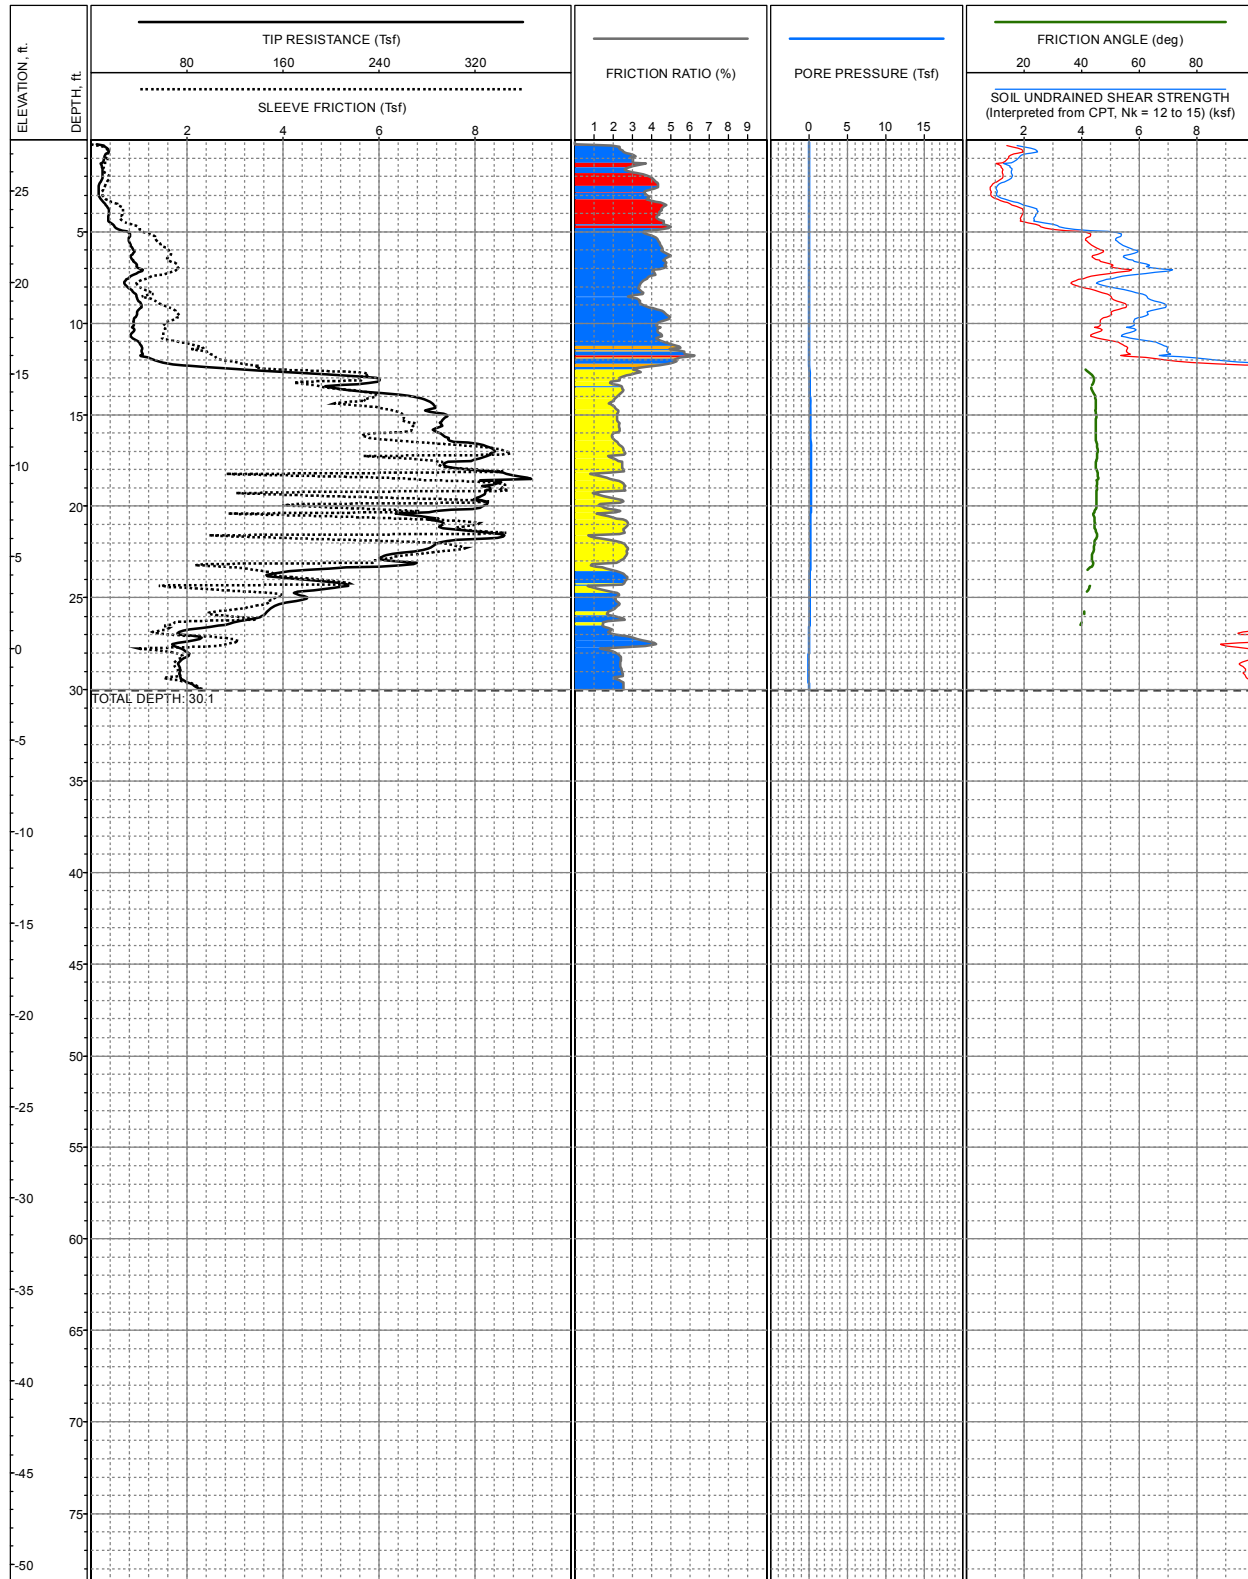 ELEVATION, ft.
DEPTH, ft.
TIP RESISTANCE (Tsf)
80 160 240 320
SLEEVE FRICTION (Tsf)
2 4 6 8
FRICTION RATIO (%)
1 2 3 4 5 6 7 8 9
PORE PRESSURE (Tsf)
0 5 10 15
FRICTION ANGLE (deg)
20 40 60 80
SOIL UNDRAINED SHEAR STRENGTH
(Interpreted from CPT, Nk = 12 to 15) (ksf)
20 40 60 80
25
5
20
10
15
15
10
20
5
25
0
30
TOTAL DEPTH: 30.1
-5
35
-10
40
-15
45
-20
50
-25
55
-30
60
-35
65
-40
70
-45
75
-50